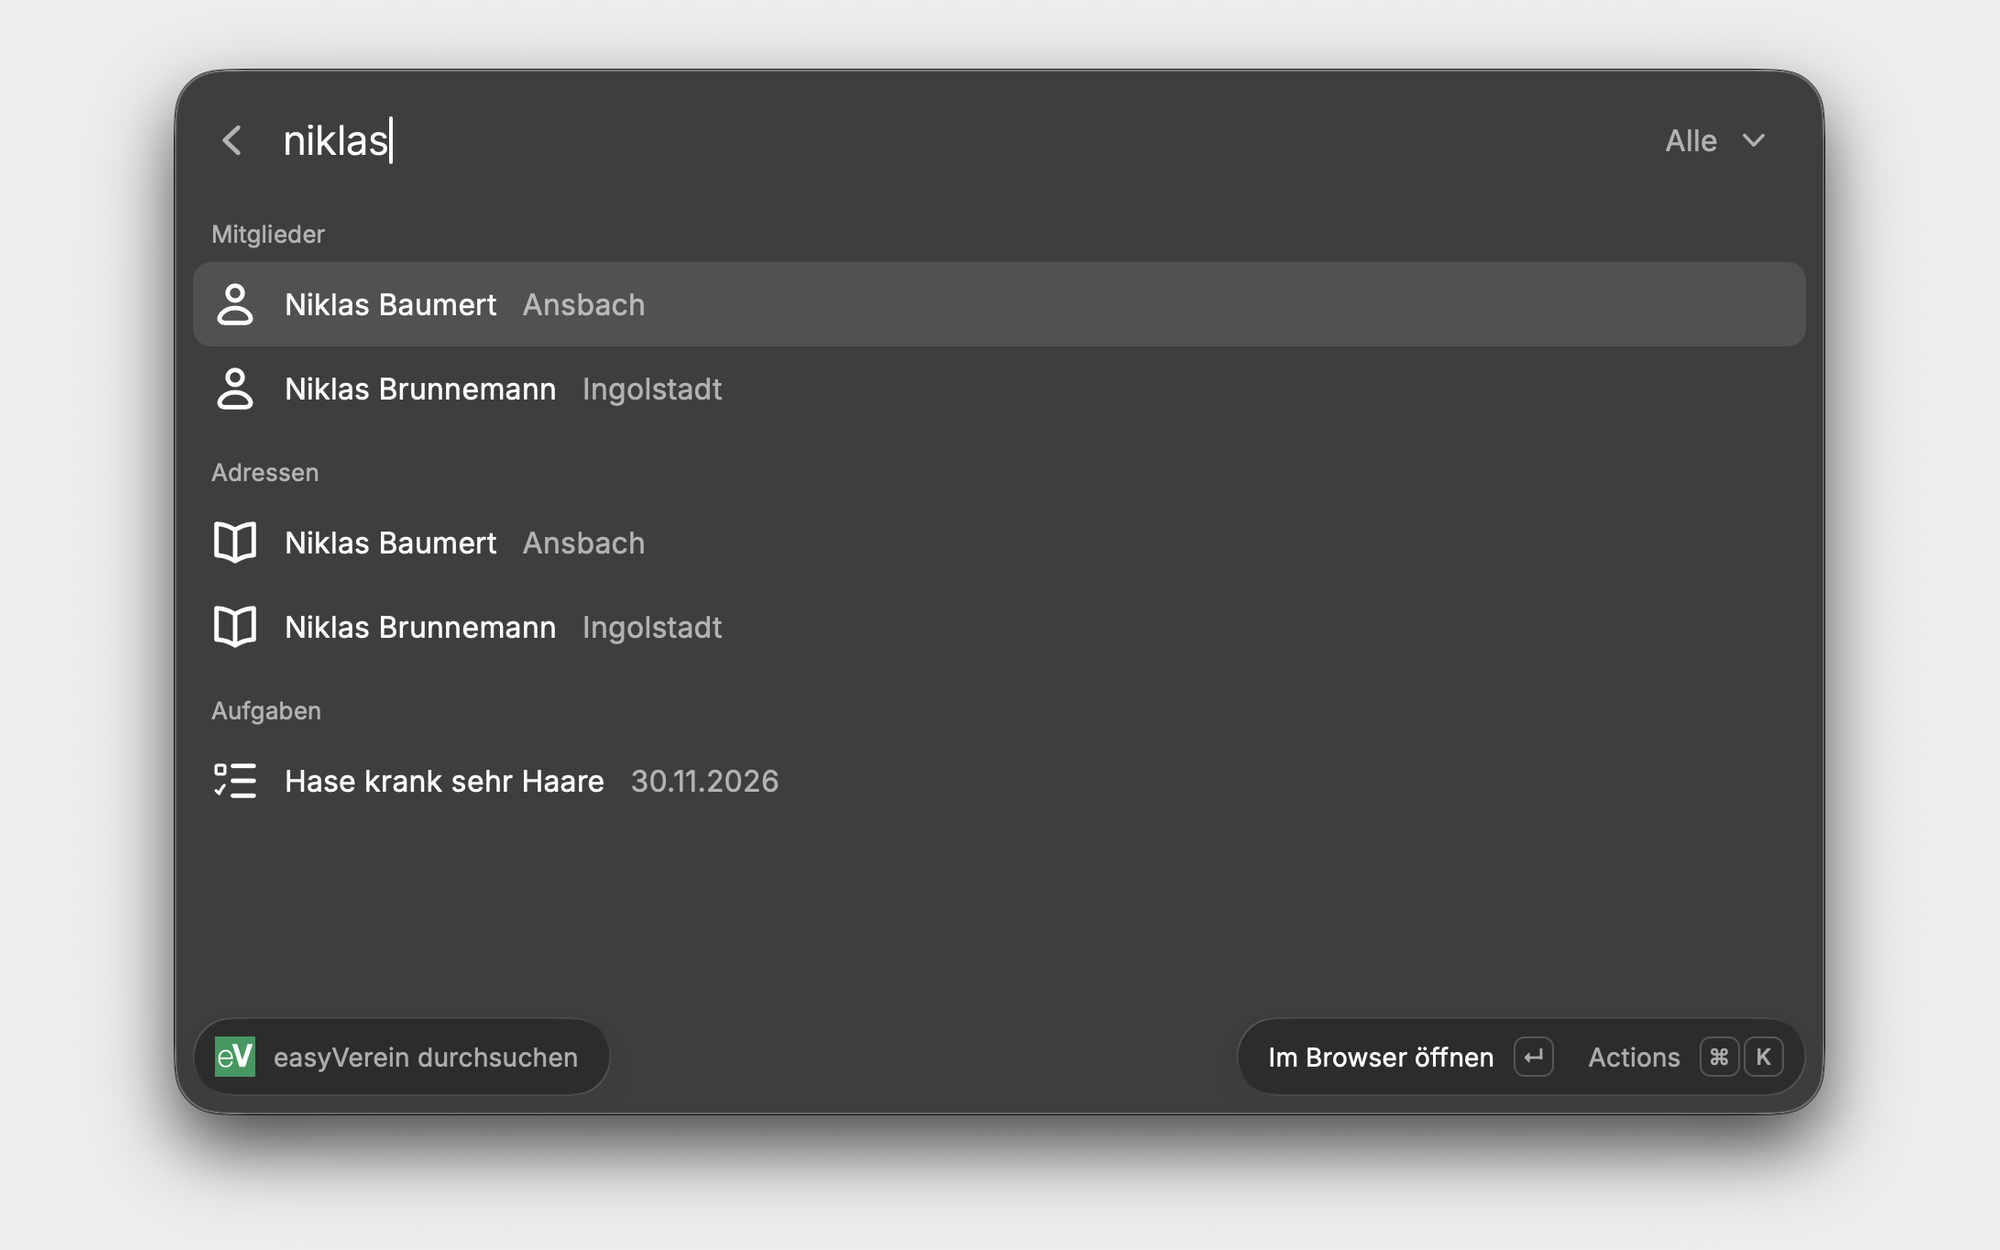 niklas
Alle
Mitglieder
Niklas Baumert Ansbach
Niklas Brunnemann Ingolstadt
Adressen
Niklas Baumert Ansbach
Niklas Brunnemann Ingolstadt
Aufgaben
Hase krank sehr Haare 30.11.2026
eV easyVerein durchsuchen
Im Browser öffnen ↵ Actions ⌘ K